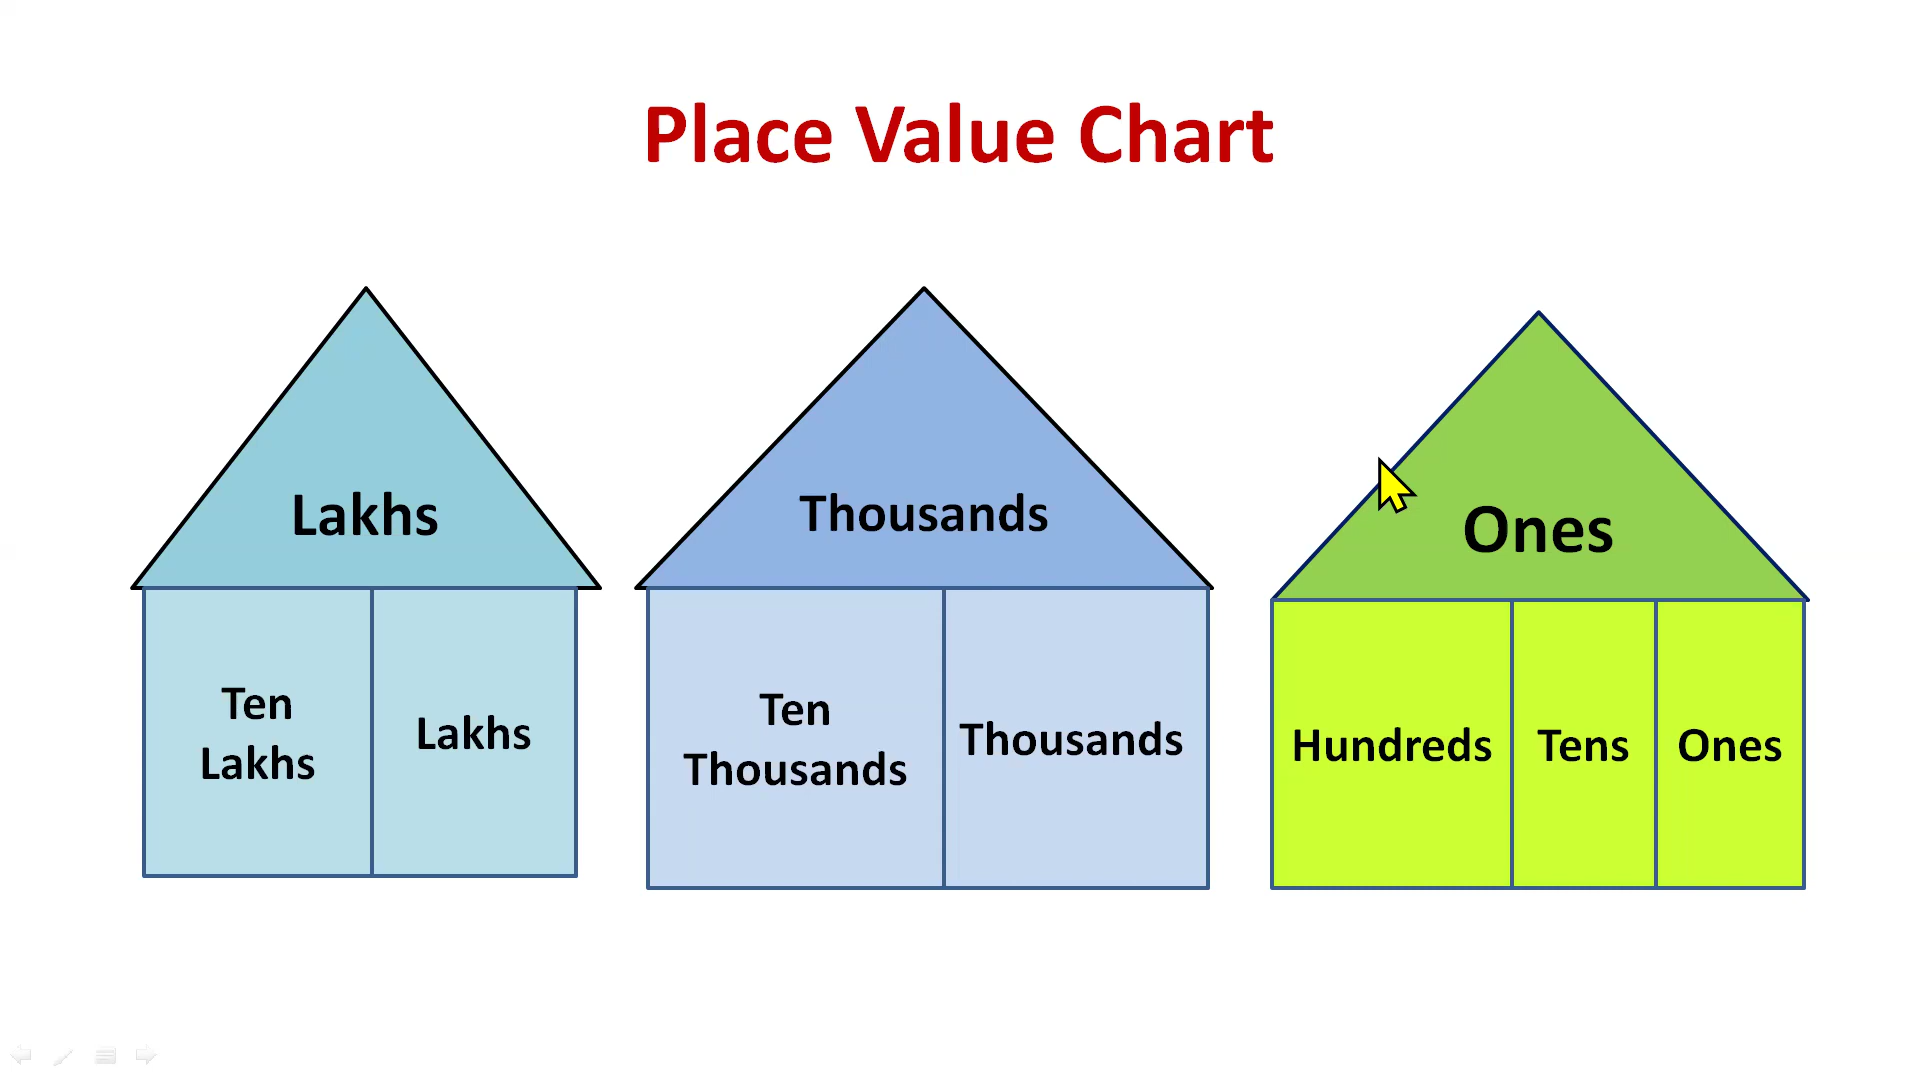 Place Value Chart
Lakhs
Thousands
Ones
Ten
Lakhs
Lakhs
Ten
Thousands
Thousands
Hundreds
Tens
Ones